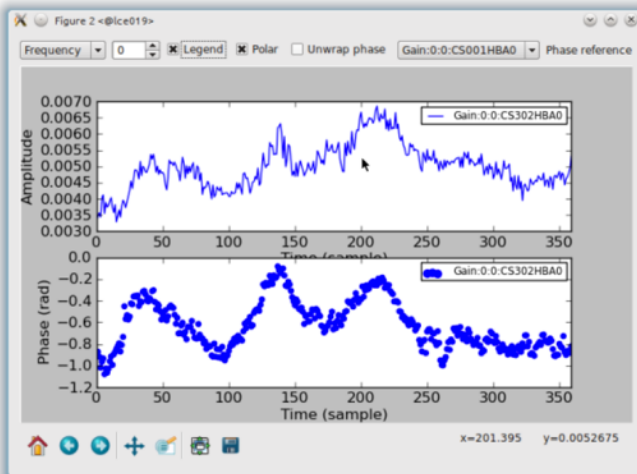 Figure 2 <@lce019>
Frequency 0 Legend Polar Unwrap phase Gain:0:0:CS001HBA0 Phase reference
0.0070
0.0065
0.0060
0.0055
0.0050
0.0045
0.0040
0.0035
0.0030
Amplitude
Gain:0:0:CS302HBA0
0 50 100 150 200 250 300 350
Time (sample)
0.0
−0.2
−0.4
−0.6
−0.8
−1.0
−1.2
Phase (rad)
Gain:0:0:CS302HBA0
0 50 100 150 200 250 300 350
Time (sample)
x=201.395 y=0.0052675